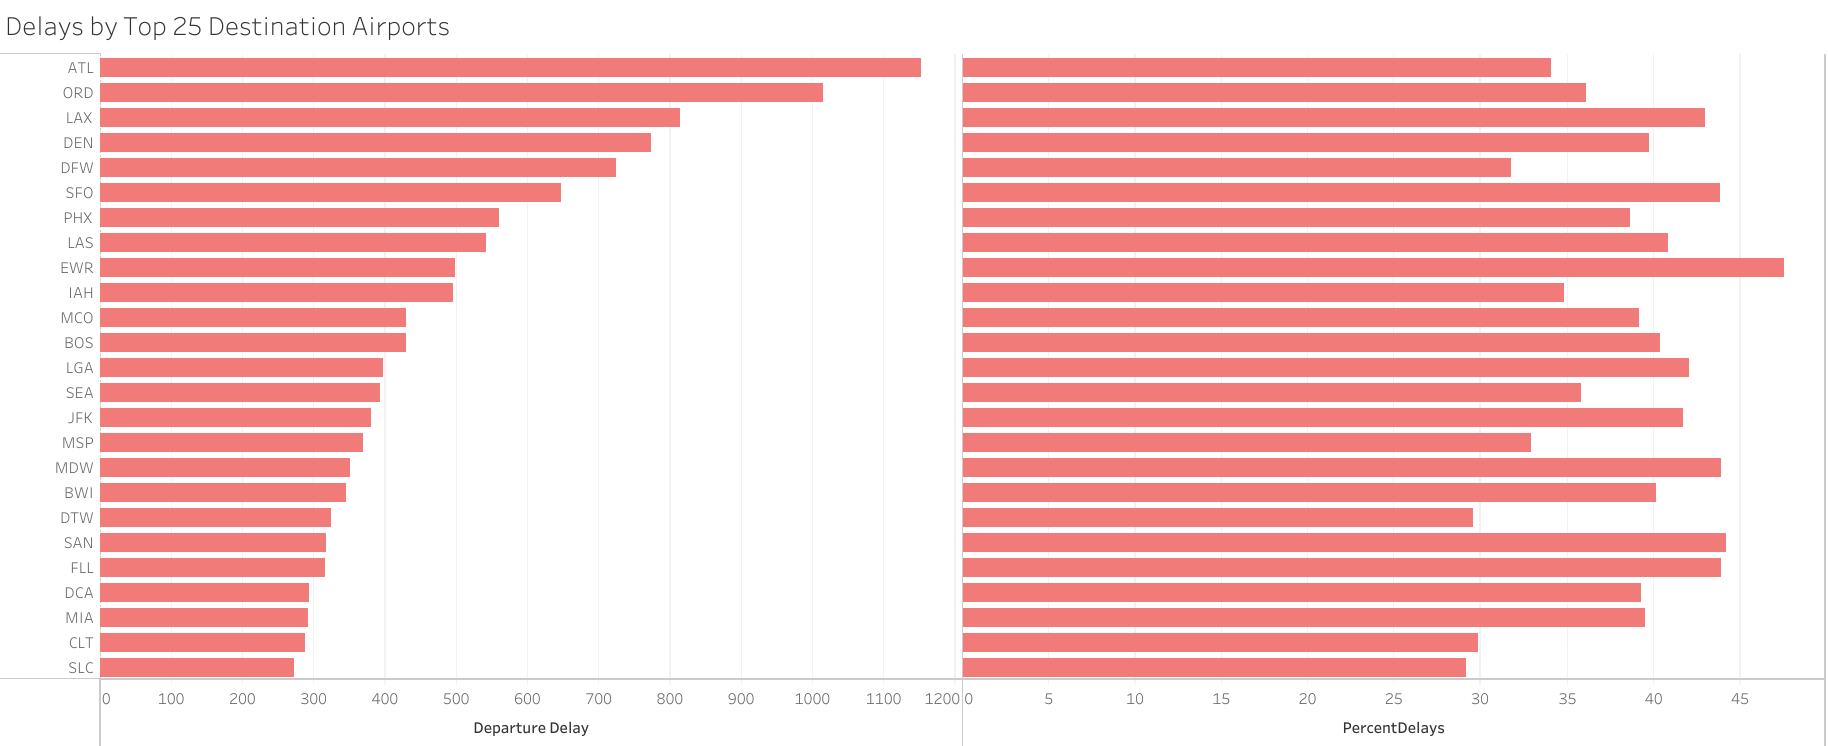 Delays by Top 25 Destination Airports
ATL
ORD
LAX
DEN
DFW
SFO
PHX
LAS
EWR
IAH
MCO
BOS
LGA
SEA
JFK
MSP
MDW
BWI
DTW
SAN
FLL
DCA
MIA
CLT
SLC
0 100 200 300 400 500 600 700 800 900 1000 1100 1200 0 5 10 15 20 25 30 35 40 45
Departure Delay PercentDelays